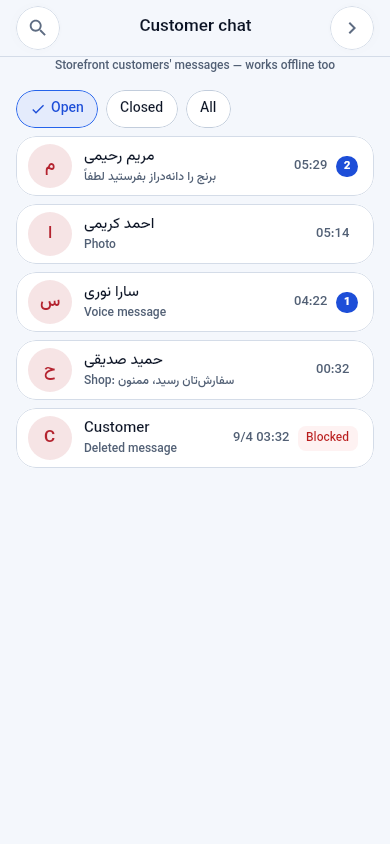 Customer chat
Storefront customers' messages — works offline too
Open
Closed
All
م
مریم رحیمی
برنج را دانه‌دراز بفرستید لطفاً
05:29
2
ا
احمد کریمی
Photo
05:14
س
سارا نوری
Voice message
04:22
1
ح
حمید صدیقی
Shop: سفارش‌تان رسید، ممنون
00:32
C
Customer
Deleted message
9/4 03:32
Blocked